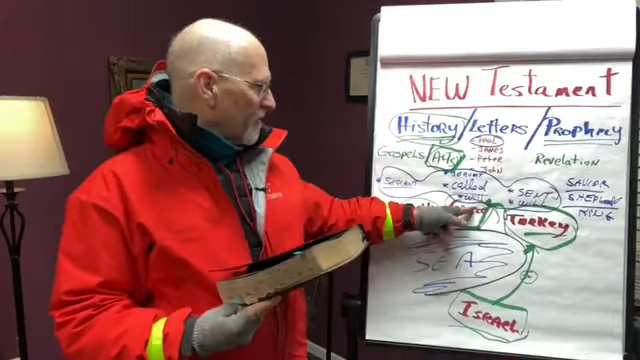 NEW TESTAMENT
HISTORY/LETTERS/PROPHECY
GOSPELS, ACTS
PAUL
- JAMES
- Peter
John
REVELATION
* SERVANT
* SERVANT
* called
* SENT
SAVIOR
SHEPHERD
KING
TURKEY
SEA
ISRAEL